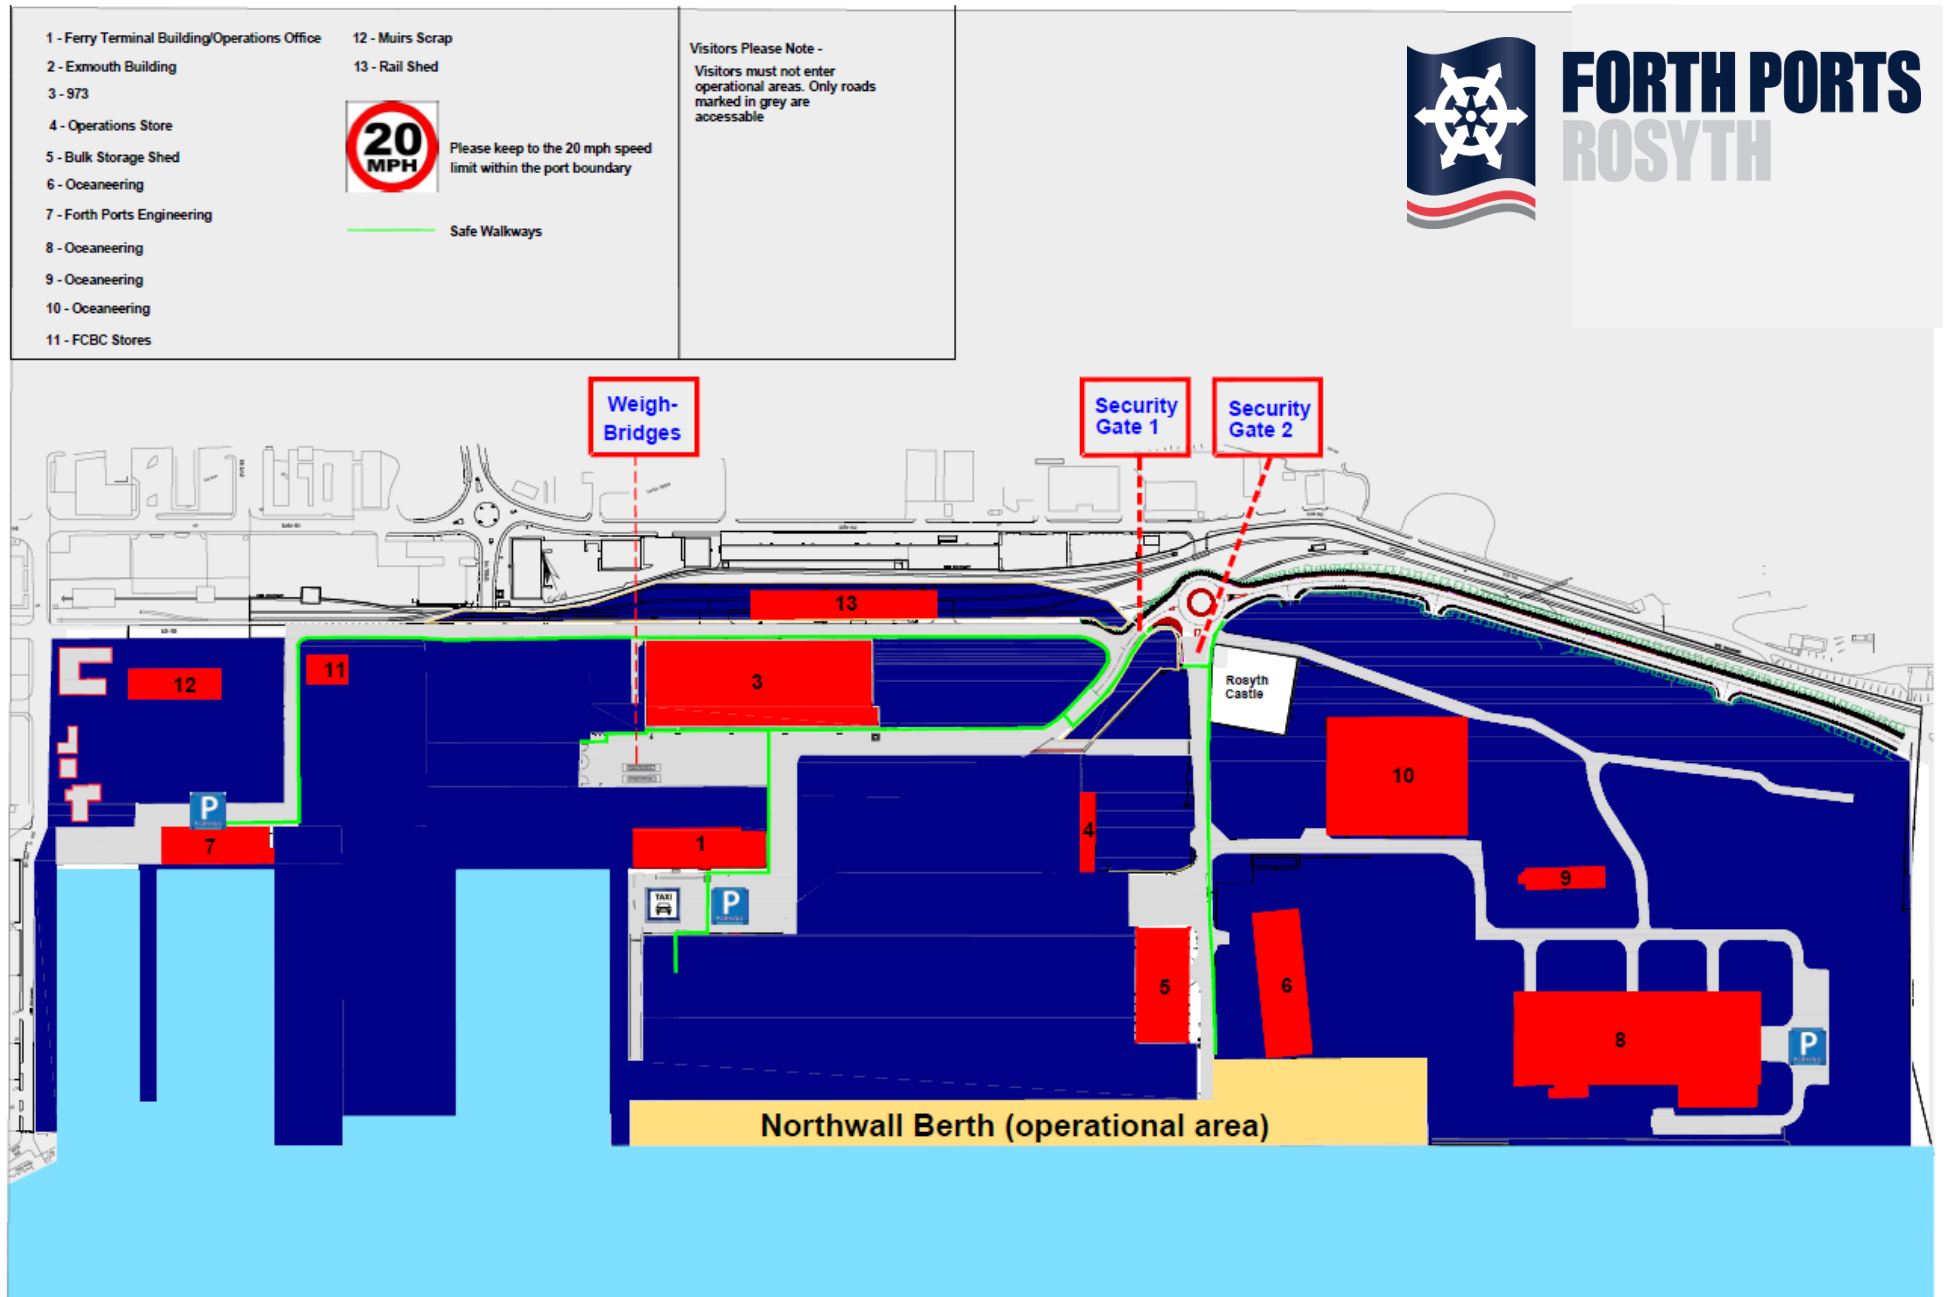 1 - Ferry Terminal Building/Operations Office
2 - Exmouth Building
3 - 973
4 - Operations Store
5 - Bulk Storage Shed
6 - Oceaneering
7 - Forth Ports Engineering
8 - Oceaneering
9 - Oceaneering
10 - Oceaneering
11 - FCBC Stores
12 - Muirs Scrap
13 - Rail Shed
20
MPH
Please keep to the 20 mph speed
limit within the port boundary
Safe Walkways
Visitors Please Note -
Visitors must not enter
operational areas. Only roads
marked in grey are
accessable
FORTH PORTS
ROSYTH
Weigh-
Bridges
Security
Gate 1
Security
Gate 2
13
12
11
3
Rosyth
Castle
10
P
PARKING
7
1
4
9
TAXI
P
PARKING
5
6
8
P
PARKING
Northwall Berth (operational area)